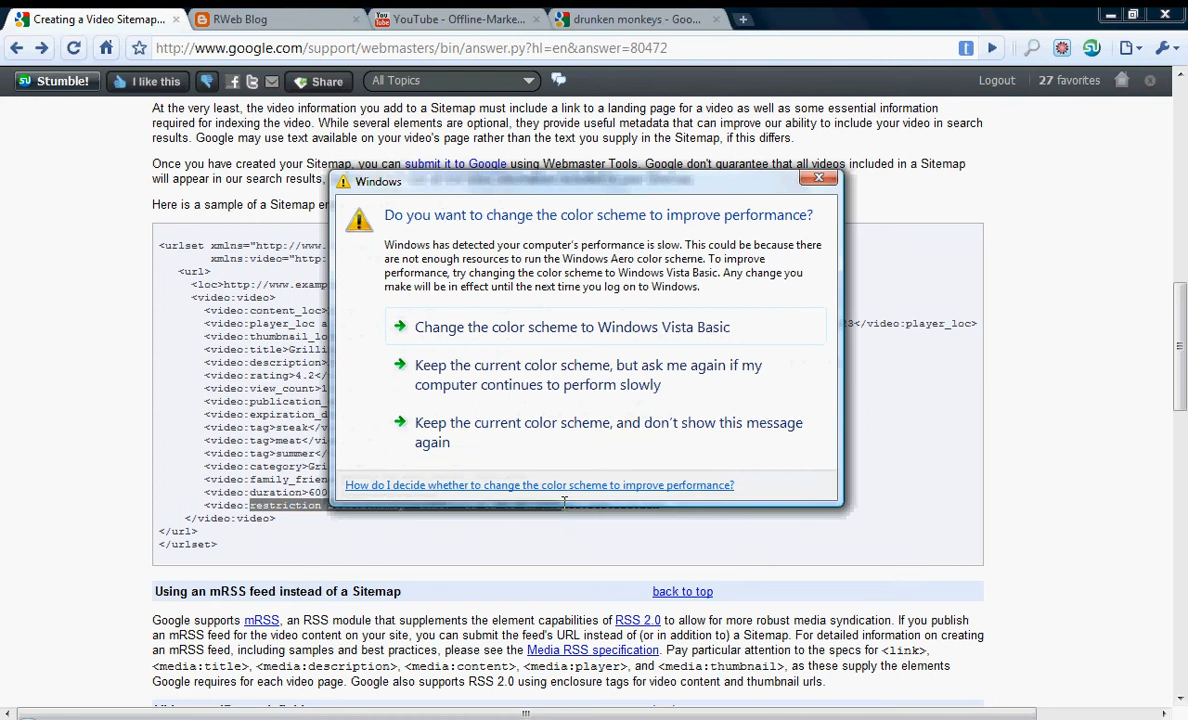 Creating a Video Sitemap...
RWeb Blog
YouTube - Offline-Marke...
drunken monkeys - Goo...
http://www.google.com/support/webmasters/bin/answer.py?hl=en&answer=80472
Stumble!
I like this
Share
All Topics
Logout
27 favorites
At the very least, the video information you add to a Sitemap must include a link to a landing page for a video as well as some essential information
required for indexing the video. While several elements are optional, they provide useful metadata that can improve our ability to include your video in search
results. Google may use text available on your video's page rather than the text you supply in the Sitemap, if this differs.
Once you have created your Sitemap, you can submit it to Google using Webmaster Tools. Google don't guarantee that all videos included in a Sitemap
will appear in our search results,
Here is a sample of a Sitemap
Windows
Do you want to change the color scheme to improve performance?
Windows has detected your computer's performance is slow. This could be because there
are not enough resources to run the Windows Aero color scheme. To improve
performance, try changing the color scheme to Windows Vista Basic. Any change you
make will be in effect until the next time you log on to Windows.
Change the color scheme to Windows Vista Basic
Keep the current color scheme, but ask me again if my
computer continues to perform slowly
Keep the current color scheme, and don't show this message
again
How do I decide whether to change the color scheme to improve performance?
<urlset xmlns="http://www.
xmlns:video="http:
<url>
<loc>http://www.examp
<video:video>
<video:content_loc>
<video:player_loc a
3</video:player_loc>
<video:thumbnail_lo
<video:title>Grilli
<video:description>
<video:rating>4.2</
<video:view_count>1
<video:publication_
<video:expiration_d
<video:tag>steak</v
<video:tag>meat</vi
<video:tag>summer</
<video:category>Gri
<video:family_frien
<video:duration>600
<video:restriction
</video:video>
</url>
</urlset>
Using an mRSS feed instead of a Sitemap
back to top
Google supports mRSS, an RSS module that supplements the element capabilities of RSS 2.0 to allow for more robust media syndication. If you publish
an mRSS feed for the video content on your site, you can submit the feed's URL instead of (or in addition to) a Sitemap. For detailed information on creating
an mRSS feed, including samples and best practices, please see the Media RSS specification. Pay particular attention to the specs for <link>,
<media:title>, <media:description>, <media:content>, <media:player>, and <media:thumbnail>, as these supply the elements
Google requires for each video page. Google also supports RSS 2.0 using enclosure tags for video content and thumbnail urls.